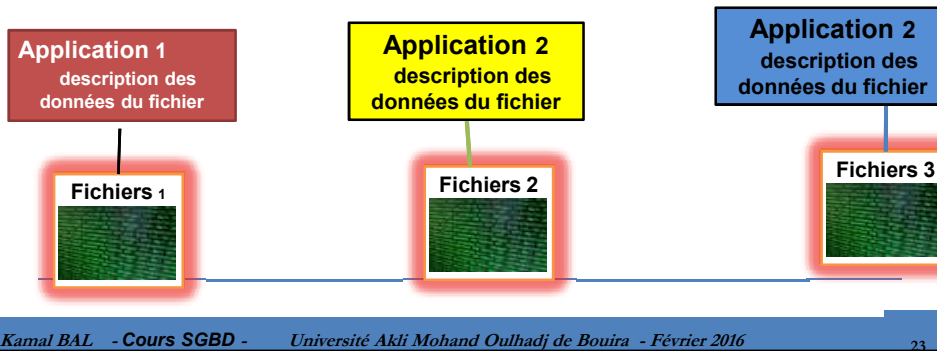 Application 1
description des
données du fichier
Application 2
description des
données du fichier
Application 2
description des
données du fichier
Fichiers 1
Fichiers 2
Fichiers 3
Kamal BAL - Cours SGBD - Université Akli Mohand Oulhadj de Bouira - Février 2016 23